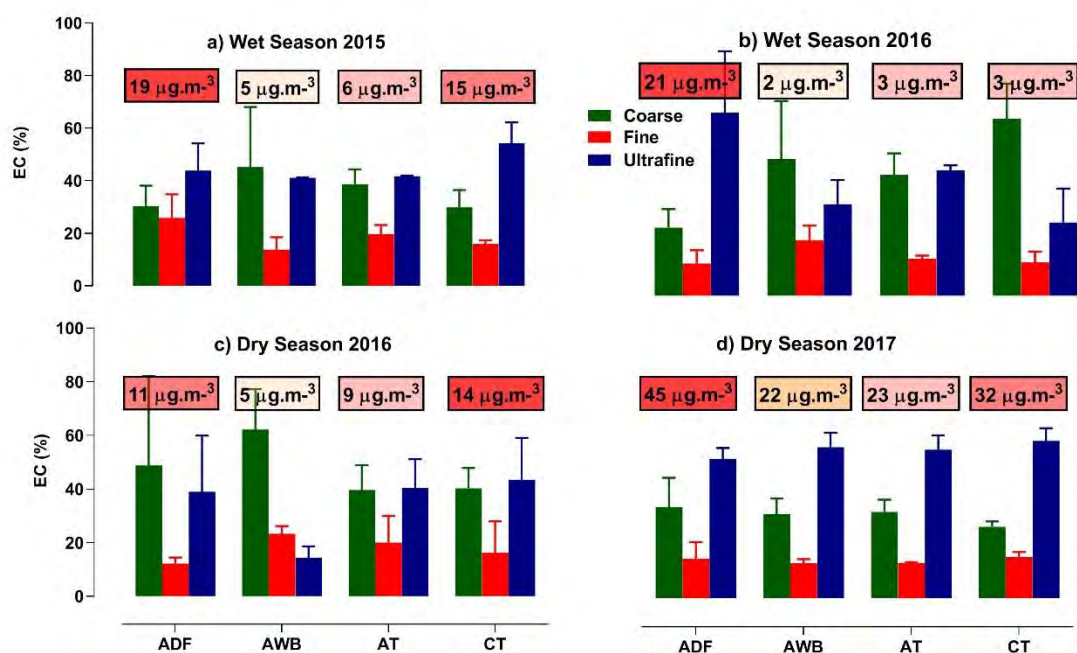 a) Wet Season 2015
19 μg.m-³ 5 μg.m-³ 6 μg.m-³ 15 μg.m-³
EC (%)
100
80
60
40
20
0
b) Wet Season 2016
21 μg.m-³ 2 μg.m-³ 3 μg.m-³ 3 μg.m-³
Coarse
Fine
Ultrafine
c) Dry Season 2016
11 μg.m-³ 5 μg.m-³ 9 μg.m-³ 14 μg.m-³
EC (%)
100
80
60
40
20
0
ADF AWB AT CT
d) Dry Season 2017
45 μg.m-³ 22 μg.m-³ 23 μg.m-³ 32 μg.m-³
ADF AWB AT CT